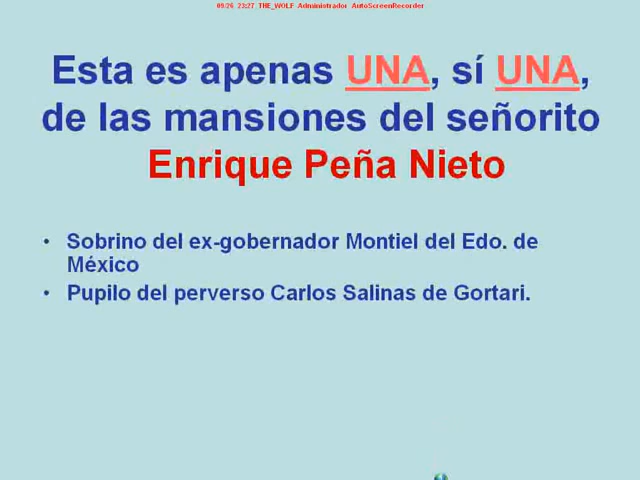 09/26 23:27 THE_WOLF Administrador AutoScreenRecorder
Esta es apenas UNA, sí UNA,
de las mansiones del señorito
Enrique Peña Nieto
• Sobrino del ex-gobernador Montiel del Edo. de
México
• Pupilo del perverso Carlos Salinas de Gortari.